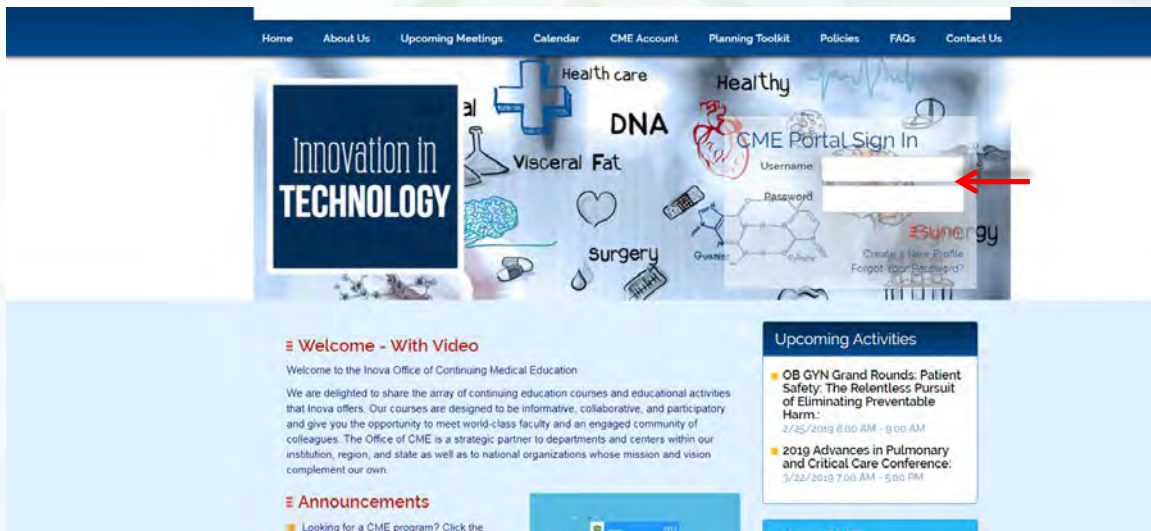 Home About Us Upcoming Meetings Calendar CME Account Planning Toolkit Policies FAQs Contact Us
Innovation in
TECHNOLOGY
Health care
Healthy
al
DNA
Visceral Fat
Surgery
CME Portal Sign In
Username
Password
Create a New Profile
Forgot Your Password?
Welcome - With Video
Welcome to the Inova Office of Continuing Medical Education
We are delighted to share the array of continuing education courses and educational activities
that Inova offers. Our courses are designed to be informative, collaborative, and participatory
and give you the opportunity to meet world-class faculty and an engaged community of
colleagues. The Office of CME is a strategic partner to departments and centers within our
institution, region, and state as well as to national organizations whose mission and vision
complement our own.
Announcements
Looking for a CME program? Click the
Upcoming Activities
OB GYN Grand Rounds: Patient
Safety: The Relentless Pursuit
of Eliminating Preventable
Harm.:
2/25/2019 8:00 AM - 9:00 AM
2019 Advances in Pulmonary
and Critical Care Conference:
3/22/2019 7:00 AM - 5:00 PM